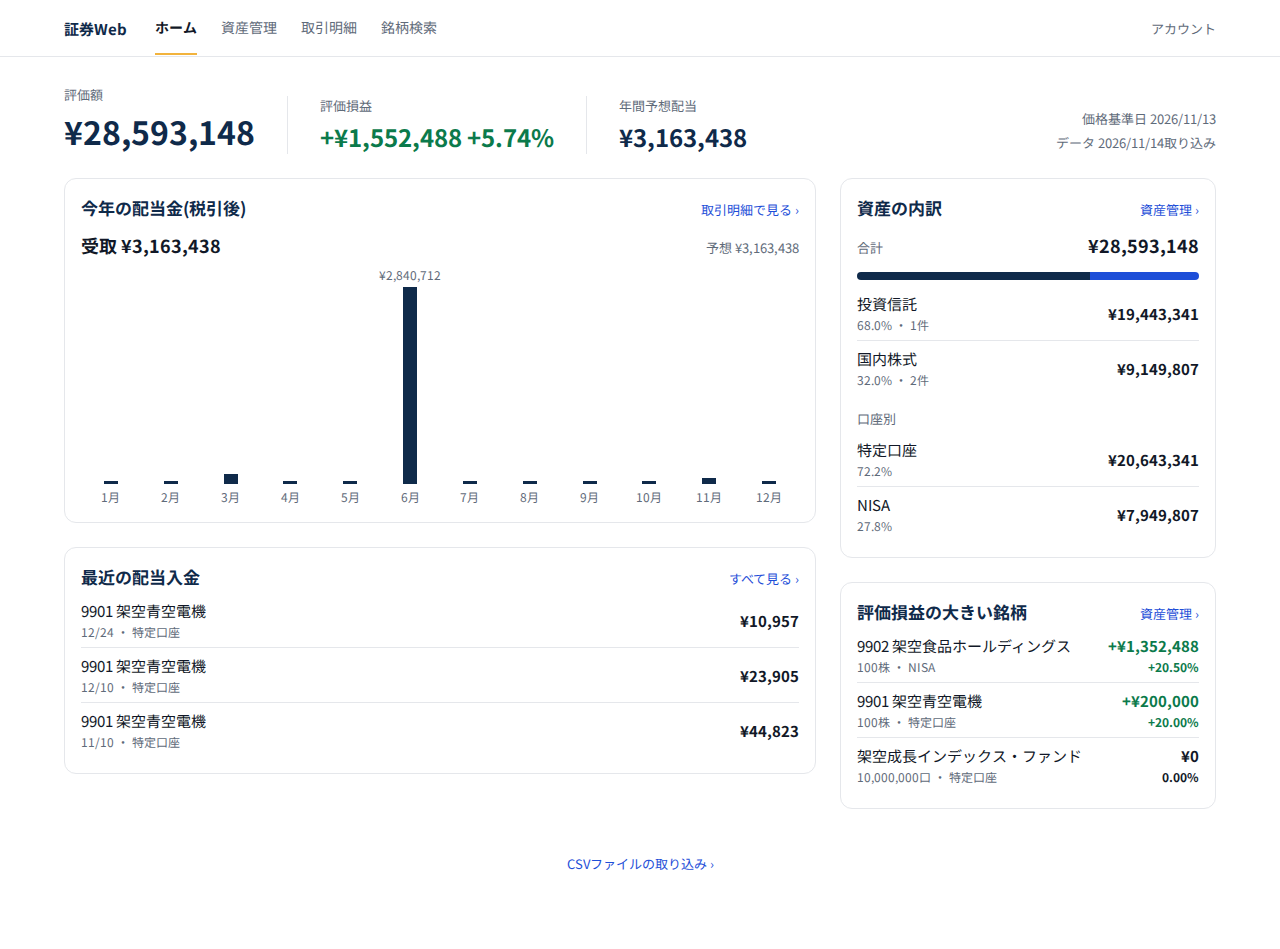 証券Web ホーム 資産管理 取引明細 銘柄検索 アカウント
評価額
¥28,593,148
評価損益
+¥1,552,488 +5.74%
年間予想配当
¥3,163,438
価格基準日 2026/11/13
データ 2026/11/14取り込み
今年の配当金(税引後) 取引明細で見る ›
受取 ¥3,163,438 予想 ¥3,163,438
¥2,840,712
1月 2月 3月 4月 5月 6月 7月 8月 9月 10月 11月 12月
最近の配当入金 すべて見る ›
9901 架空青空電機
12/24 ・ 特定口座
¥10,957
9901 架空青空電機
12/10 ・ 特定口座
¥23,905
9901 架空青空電機
11/10 ・ 特定口座
¥44,823
資産の内訳 資産管理 ›
合計 ¥28,593,148
投資信託
68.0% ・ 1件
¥19,443,341
国内株式
32.0% ・ 2件
¥9,149,807
口座別
特定口座
72.2%
¥20,643,341
NISA
27.8%
¥7,949,807
評価損益の大きい銘柄 資産管理 ›
9902 架空食品ホールディングス +¥1,352,488
100株 ・ NISA +20.50%
9901 架空青空電機 +¥200,000
100株 ・ 特定口座 +20.00%
架空成長インデックス・ファンド ¥0
10,000,000口 ・ 特定口座 0.00%
CSVファイルの取り込み ›